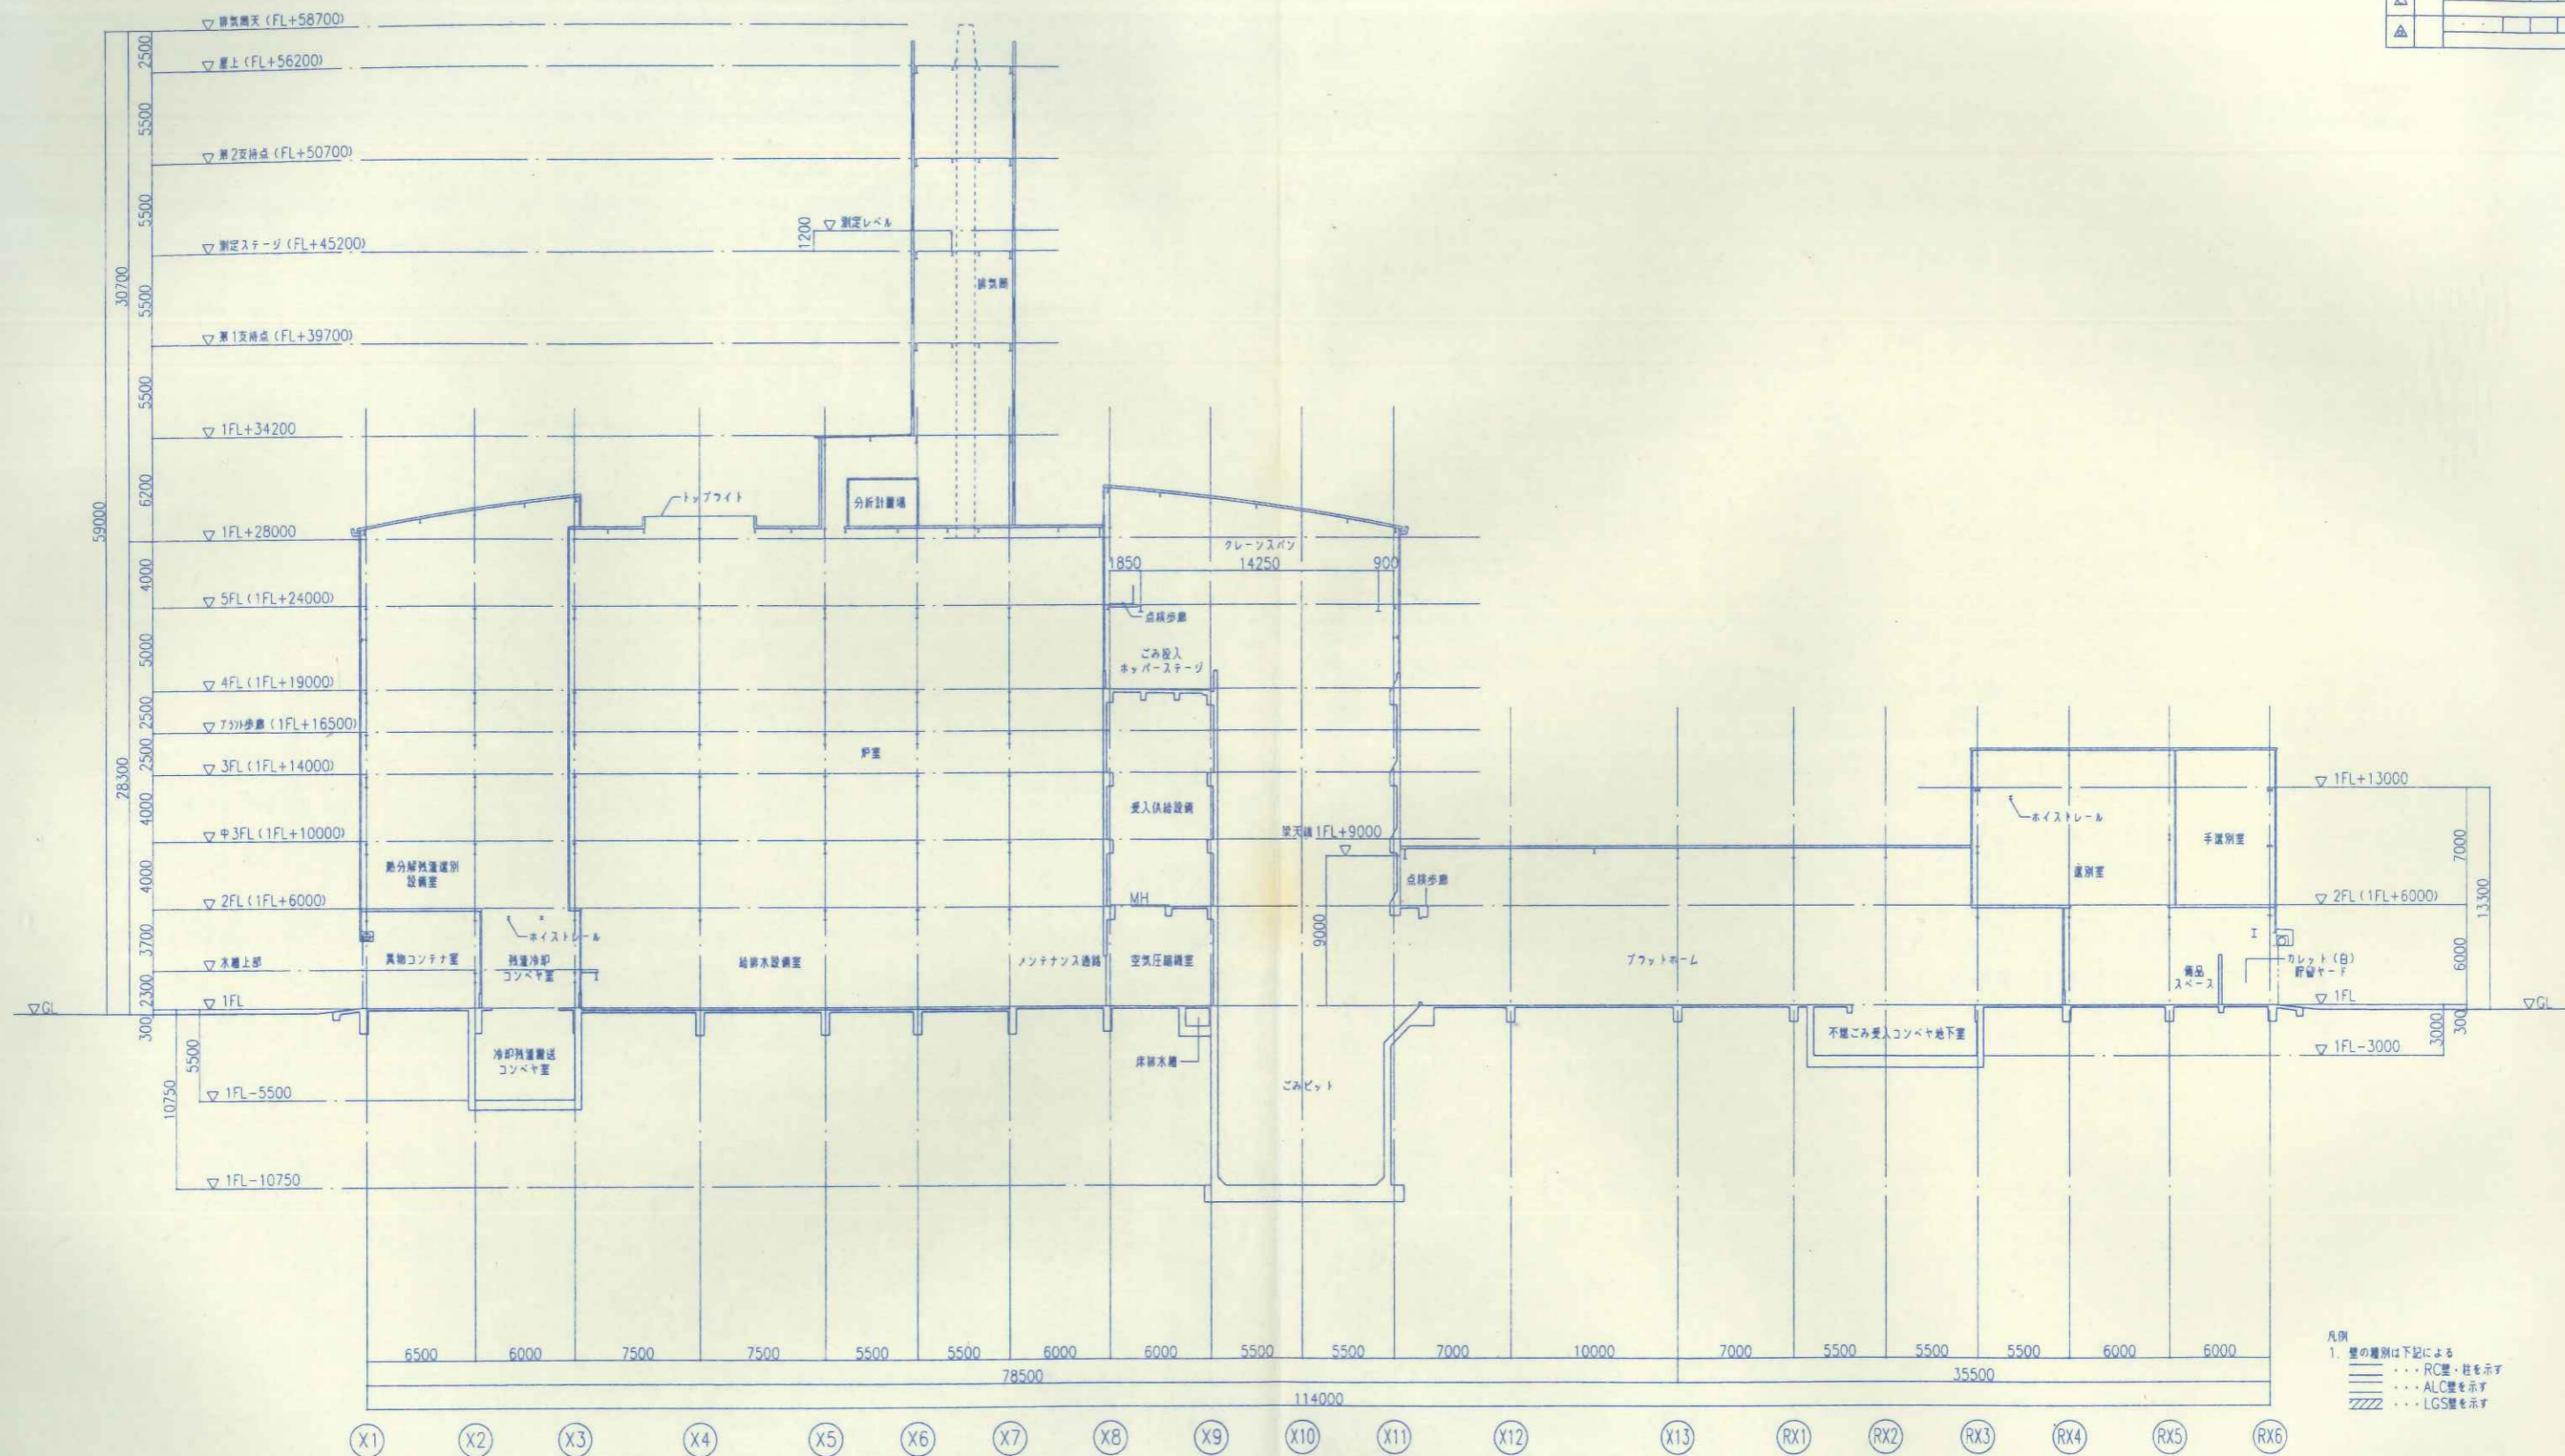 ▽排気筒天 (FL+58700)
▽屋上 (FL+56200)
▽第2支持点 (FL+50700)
▽測定ステージ (FL+45200)
▽第1支持点 (FL+39700)
▽1FL+34200
▽1FL+28000
▽5FL (1FL+24000)
▽4FL (1FL+19000)
▽プラント歩廊 (1FL+16500)
▽3FL (1FL+14000)
▽中3FL (1FL+10000)
▽2FL (1FL+6000)
▽水槽上部
▽1FL
▽GL
▽1FL-5500
▽1FL-10750
2500
5500
5500
5500
5500
6200
4000
5000
2500
2500
4000
4000
3700
2300
300
30700
28300
59000
5500
10750
▽測定レベル
1200
排気筒
分析計置場
トップライト
クレーンスパン
1850
14250
900
点検歩廊
ごみ投入
ホッパーステージ
炉室
受入供給設備
梁天端1FL+9000
9000
点検歩廊
MH
熱分解残渣選別
設備室
ホイストレール
異物コンテナ室
残渣冷却
コンベヤ室
給排水設備室
メンテナンス通路
空気圧縮機室
冷却残渣搬送
コンベヤ室
床排水槽
ごみピット
プラットホーム
不燃ごみ受入コンベヤ地下室
ホイストレール
選別室
手選別室
備品
スペース
カレット(白)
貯留ヤード
▽1FL+13000
▽2FL (1FL+6000)
▽1FL
▽GL
▽1FL-3000
7000
6000
300
13300
3000
6500
6000
7500
7500
5500
5500
6000
6000
5500
5500
7000
10000
7000
5500
5500
5500
6000
6000
78500
35500
114000
X1
X2
X3
X4
X5
X6
X7
X8
X9
X10
X11
X12
X13
RX1
RX2
RX3
RX4
RX5
RX6
凡例
1. 壁の種別は下記による
・・・RC壁・柱を示す
・・・ALC壁を示す
・・・LGS壁を示す